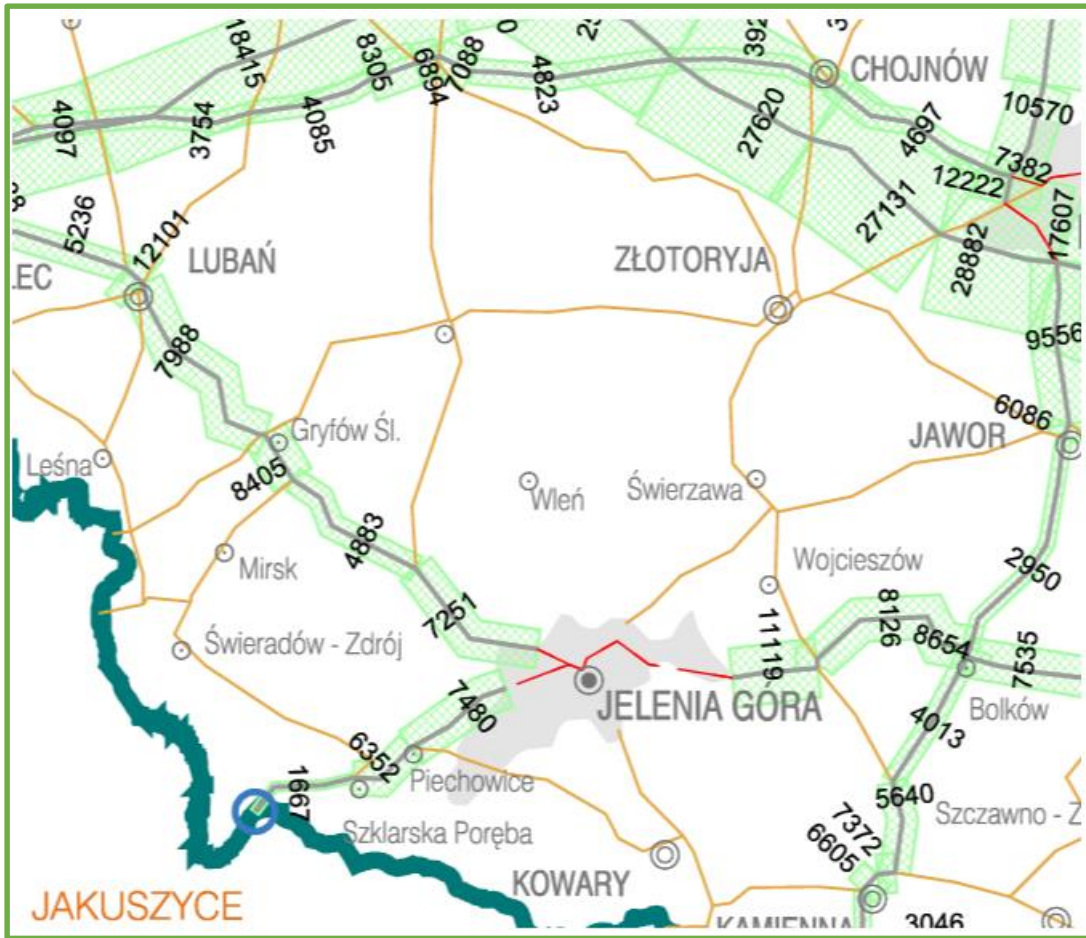 18415
8305
6894
7088
4823
CHOJNÓW
4097
3754
4085
27620
4697
10570
7382
12222
5236
12101
LUBAŃ
ZŁOTORYJA
27131
17607
28882
LEC
7988
9556
Gryfów Śl.
6086
JAWOR
Leśna
8405
Wleń
Świerzawa
4883
Mirsk
Wojcieszów
2950
7251
8126
Świeradów - Zdrój
11119
8654
7535
7480
JELENIA GÓRA
Bolków
4013
6352
Piechowice
1667
5640
Szczawno - Z
Szklarska Poręba
7372
6605
KOWARY
JAKUSZYCE
KAMIENNA
3046